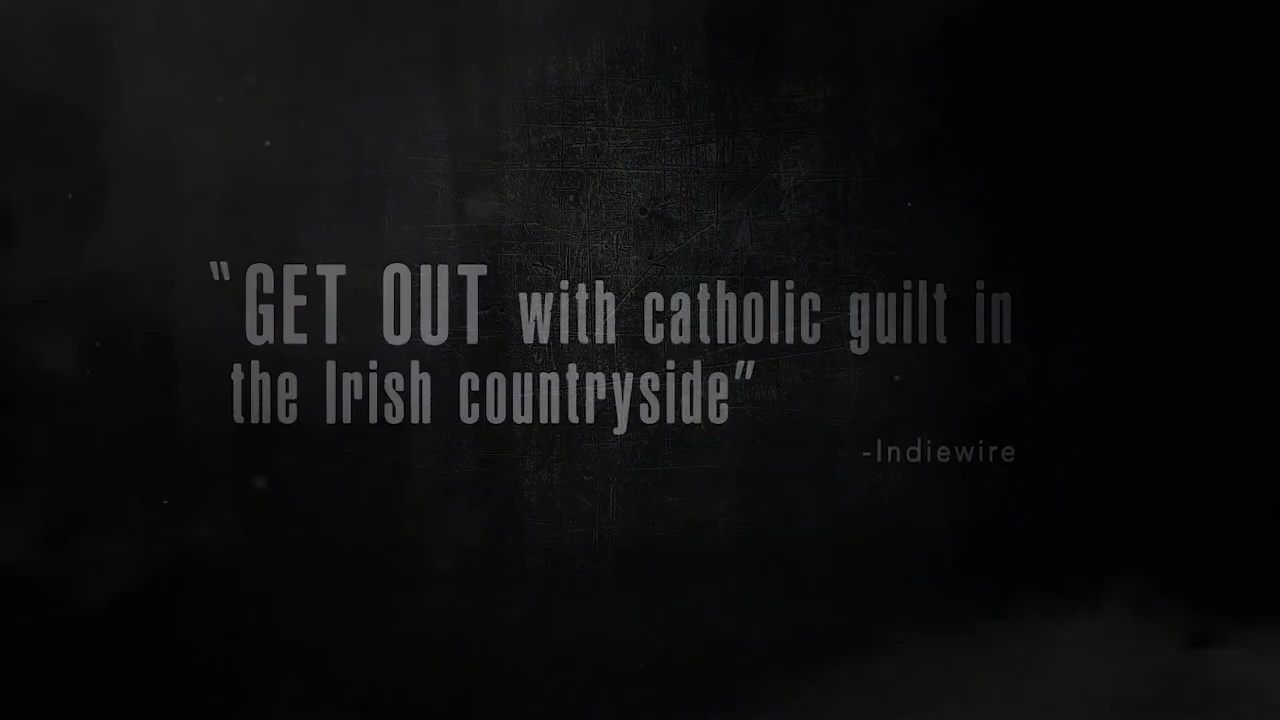 "GET OUT with catholic guilt in
the Irish countryside"
-Indiewire